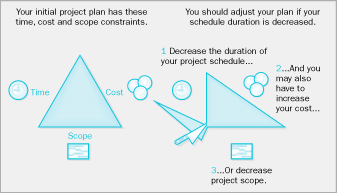 Your initial project plan has these
time, cost and scope constraints.
Time
Cost
Scope
You should adjust your plan if your
schedule duration is decreased.
1 Decrease the duration of
your project schedule...
2...And you
may also
have to
increase
your cost...
3...Or decrease
project scope.